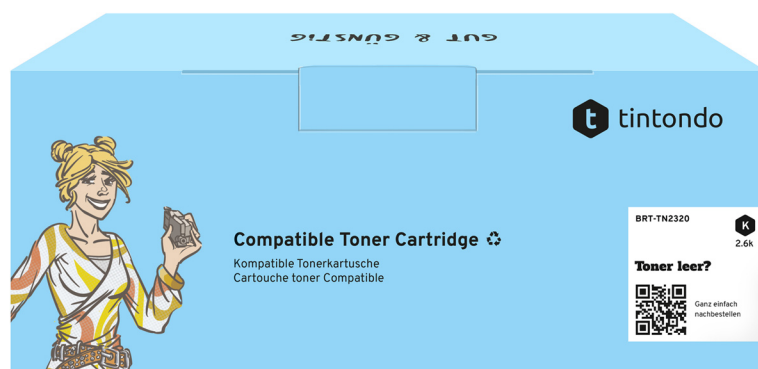 GUT & GÜNSTIG
tintondo
Compatible Toner Cartridge
Kompatible Tonerkartusche
Cartouche toner Compatible
BRT-TN2320
K
2.6k
Toner leer?
Ganz einfach
nachbestellen